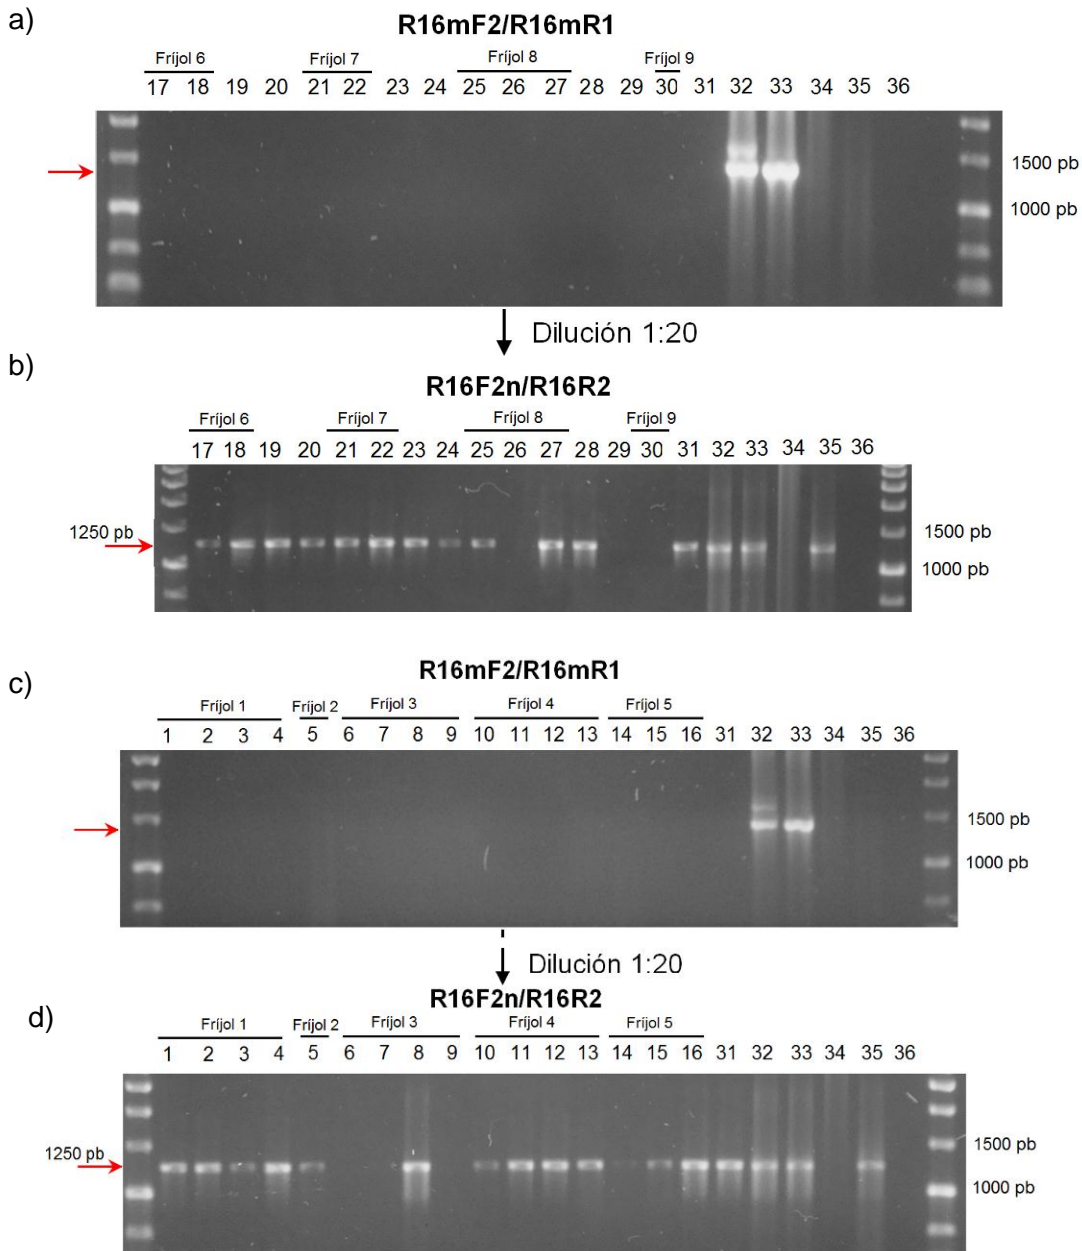 a)
R16mF2/R16mR1
Fríjol 6 Fríjol 7 Fríjol 8 Fríjol 9
17 18 19 20 21 22 23 24 25 26 27 28 29 30 31 32 33 34 35 36
1500 pb
1000 pb
Dilución 1:20
b)
R16F2n/R16R2
Fríjol 6 Fríjol 7 Fríjol 8 Fríjol 9
17 18 19 20 21 22 23 24 25 26 27 28 29 30 31 32 33 34 35 36
1250 pb
1500 pb
1000 pb
c)
R16mF2/R16mR1
Fríjol 1 Fríjol 2 Fríjol 3 Fríjol 4 Fríjol 5
1 2 3 4 5 6 7 8 9 10 11 12 13 14 15 16 31 32 33 34 35 36
1500 pb
1000 pb
Dilución 1:20
d)
R16F2n/R16R2
Fríjol 1 Fríjol 2 Fríjol 3 Fríjol 4 Fríjol 5
1 2 3 4 5 6 7 8 9 10 11 12 13 14 15 16 31 32 33 34 35 36
1250 pb
1500 pb
1000 pb